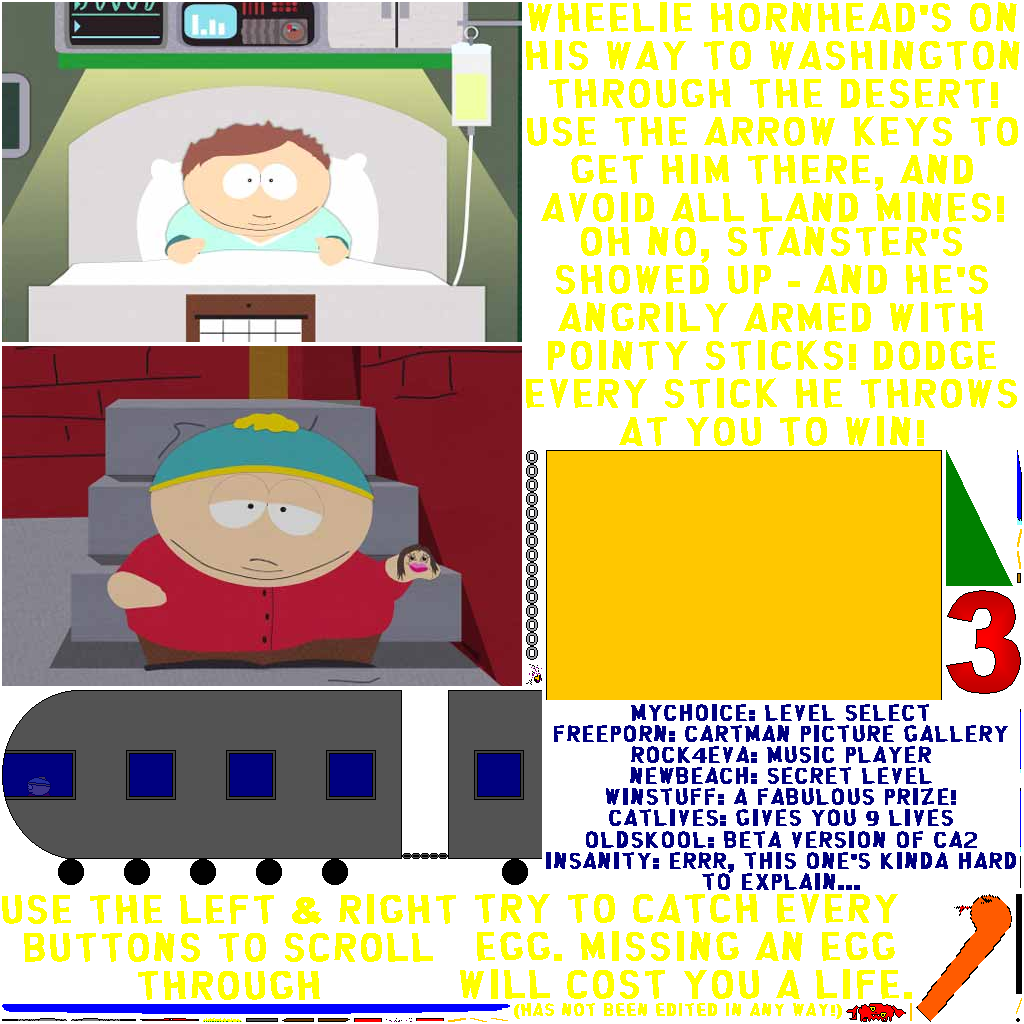 WHEELIE HORNHEAD'S ON
HIS WAY TO WASHINGTON
THROUGH THE DESERT!
USE THE ARROW KEYS TO
GET HIM THERE, AND
AVOID ALL LAND MINES!
OH NO, STANSTER'S
SHOWED UP - AND HE'S
ANGRILY ARMED WITH
POINTY STICKS! DODGE
EVERY STICK HE THROWS
AT YOU TO WIN!
3
MYCHOICE: LEVEL SELECT
FREEPORN: CARTMAN PICTURE GALLERY
ROCK4EVA: MUSIC PLAYER
NEWBEACH: SECRET LEVEL
WINSTUFF: A FABULOUS PRIZE!
CATLIVES: GIVES YOU 9 LIVES
OLDSKOOL: BETA VERSION OF CA2
INSANITY: ERRR, THIS ONE'S KINDA HARD
TO EXPLAIN...
USE THE LEFT & RIGHT
BUTTONS TO SCROLL
THROUGH
TRY TO CATCH EVERY
EGG. MISSING AN EGG
WILL COST YOU A LIFE.
(HAS NOT BEEN EDITED IN ANY WAY!)